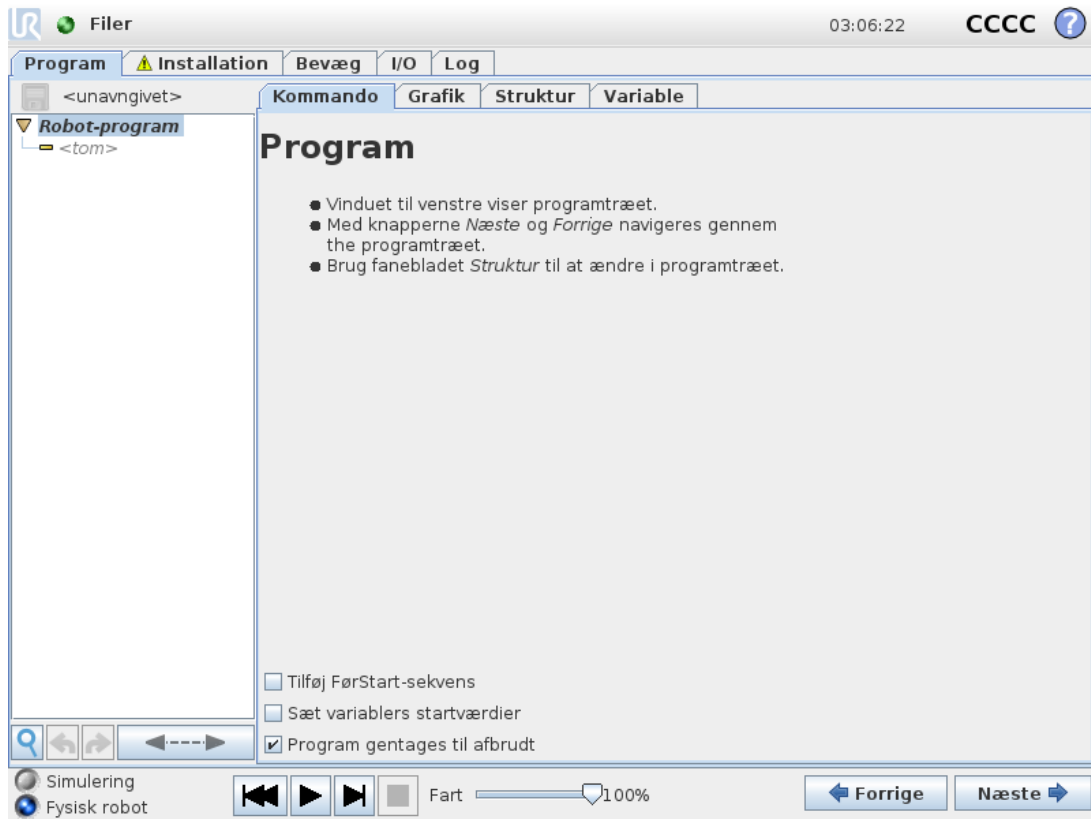 UR Filer 03:06:22 CCCC ?
Program Installation Bevæg I/O Log
<unavngivet>
Kommando Grafik Struktur Variable
Robot-program
<tom>
Program
Vinduet til venstre viser programtræet.
Med knapperne Næste og Forrige navigeres gennem
the programtræet.
Brug fanebladet Struktur til at ændre i programtræet.
Tilføj FørStart-sekvens
Sæt variablers startværdier
Program gentages til afbrudt
Simulering
Fysisk robot
Fart 100%
Forrige
Næste